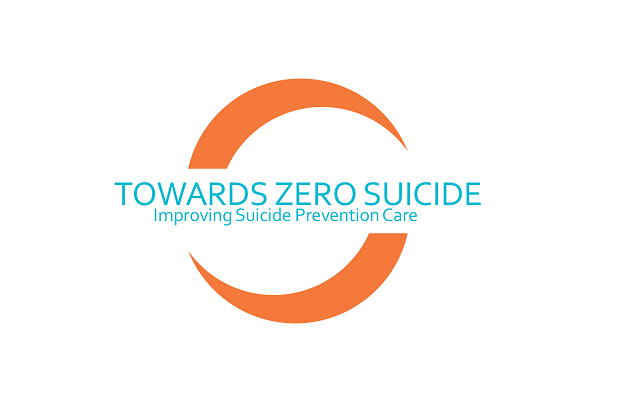 TOWARDS ZERO SUICIDE
Improving Suicide Prevention Care